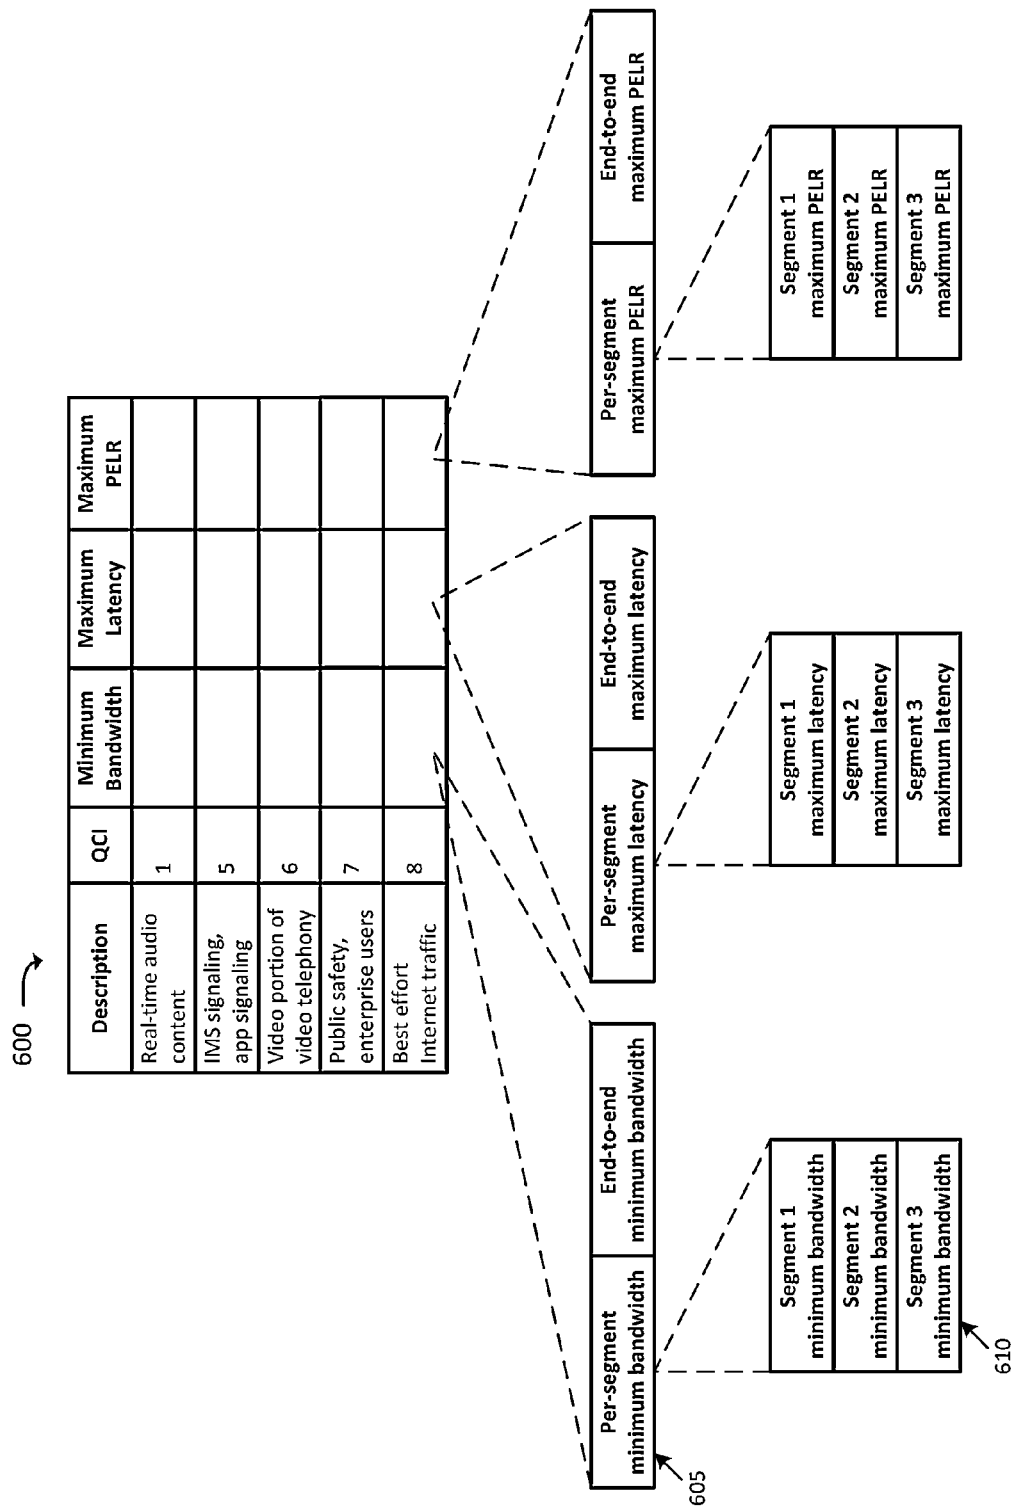 600
Description
QCI
Minimum
Bandwidth
Maximum
Latency
Maximum
PELR
Real-time audio
content
1
IMS signaling,
app signaling
5
Video portion of
video telephony
6
Public safety,
enterprise users
7
Best effort
Internet traffic
8
Per-segment
minimum bandwidth
End-to-end
minimum bandwidth
Per-segment
maximum latency
End-to-end
maximum latency
Per-segment
maximum PELR
End-to-end
maximum PELR
605
Segment 1
minimum bandwidth
Segment 2
minimum bandwidth
Segment 3
minimum bandwidth
Segment 1
maximum latency
Segment 2
maximum latency
Segment 3
maximum latency
Segment 1
maximum PELR
Segment 2
maximum PELR
Segment 3
maximum PELR
610